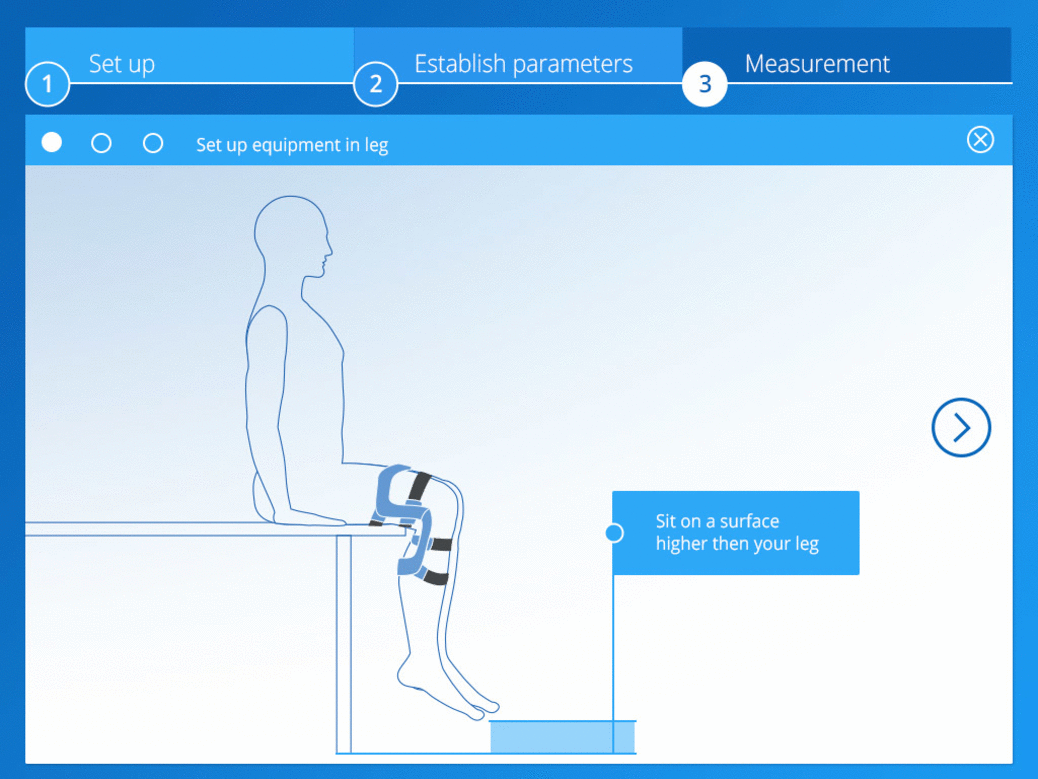 1 Set up
2 Establish parameters
3 Measurement
Set up equipment in leg
Sit on a surface
higher then your leg